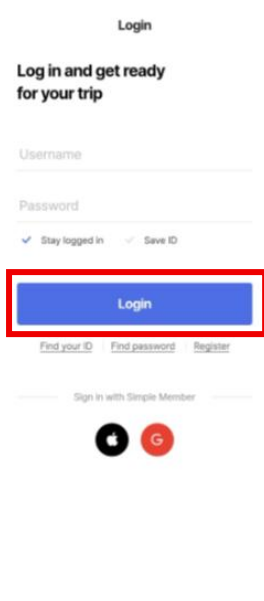 Login
Log in and get ready
for your trip
Username
Password
Stay logged in Save ID
Login
Find your ID Find password Register
Sign in with Simple Member
G